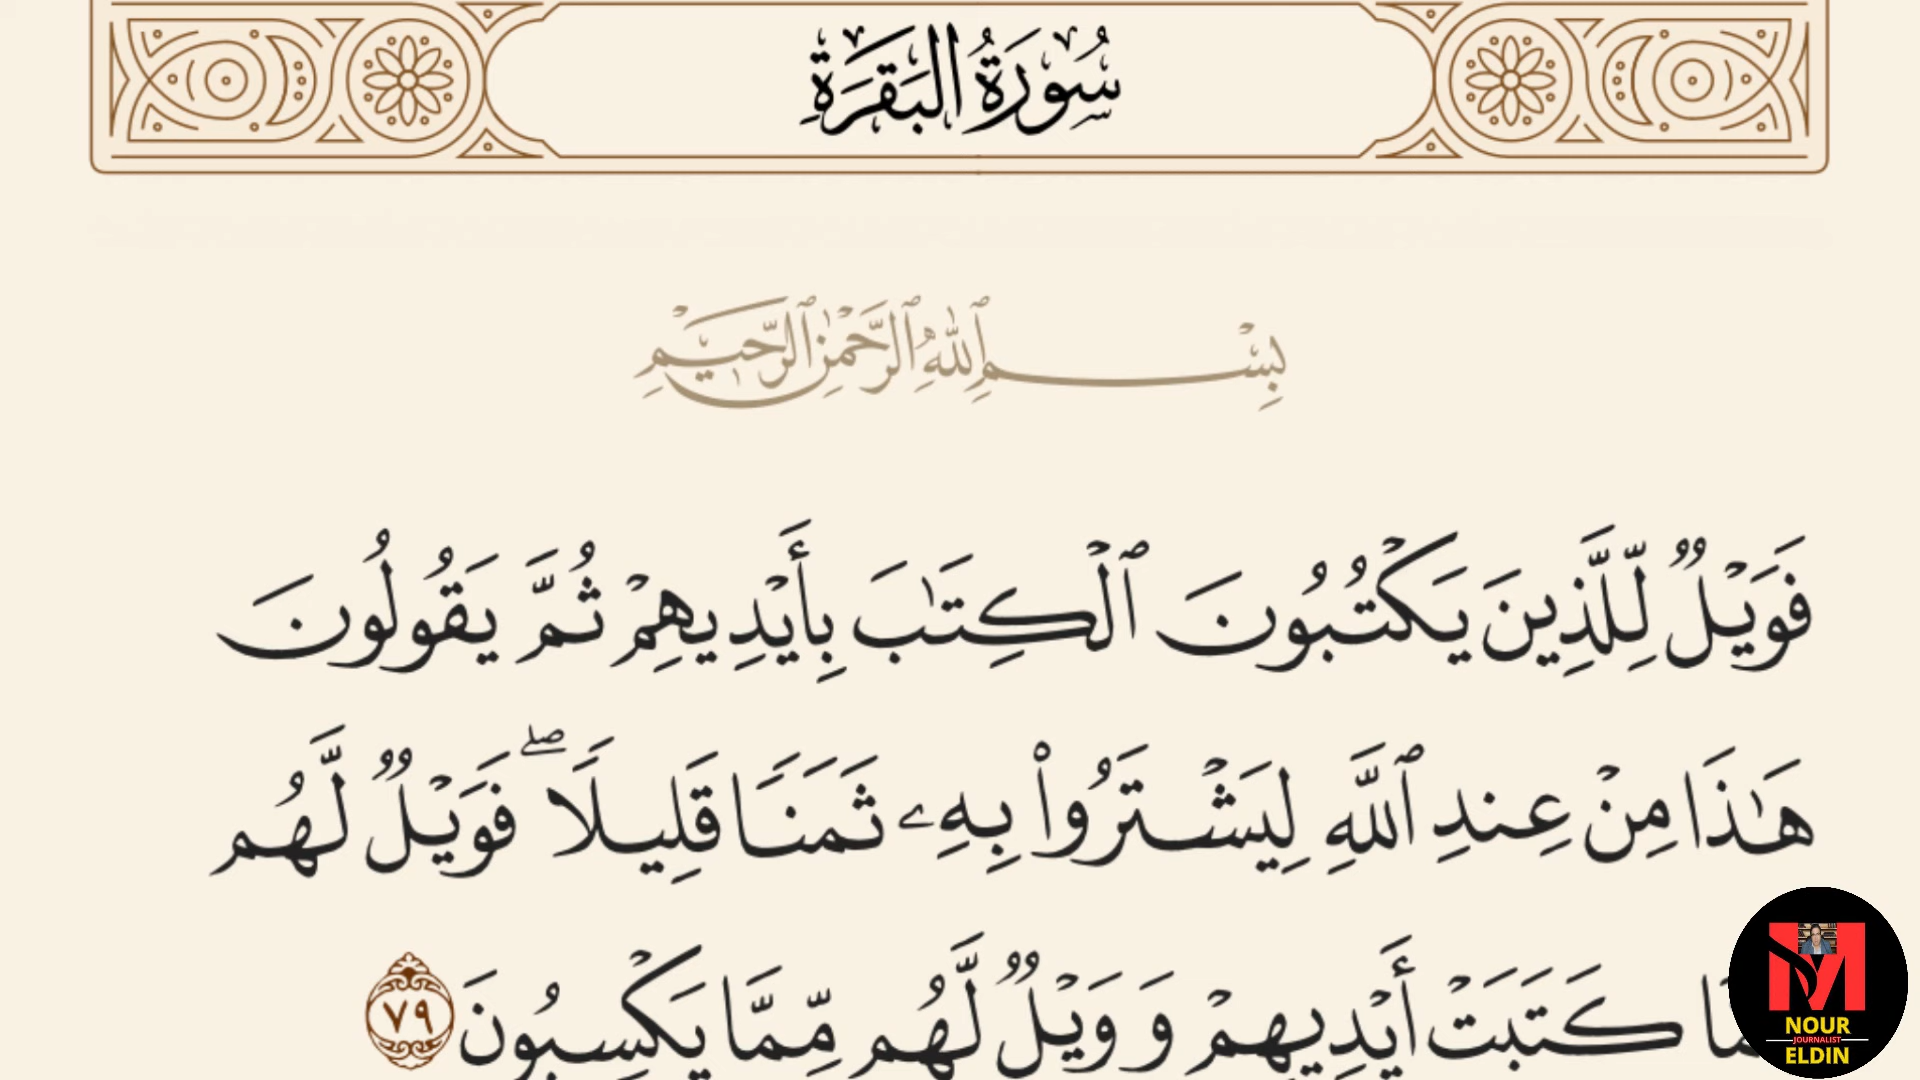 سُورَةُ البَقَرَةِ
بِسْمِ ٱللَّهِ ٱلرَّحْمَٰنِ ٱلرَّحِيمِ
فَوَيْلٌ لِّلَّذِينَ يَكْتُبُونَ ٱلْكِتَٰبَ بِأَيْدِيهِمْ ثُمَّ يَقُولُونَ
هَٰذَا مِنْ عِندِ ٱللَّهِ لِيَشْتَرُوا۟ بِهِۦ ثَمَنًا قَلِيلًا ۖ فَوَيْلٌ لَّهُم
كَتَبَتْ أَيْدِيهِمْ وَ وَيْلٌ لَّهُم مِّمَّا يَكْسِبُونَ ٧٩
NOUR
JOURNALIST
ELDIN